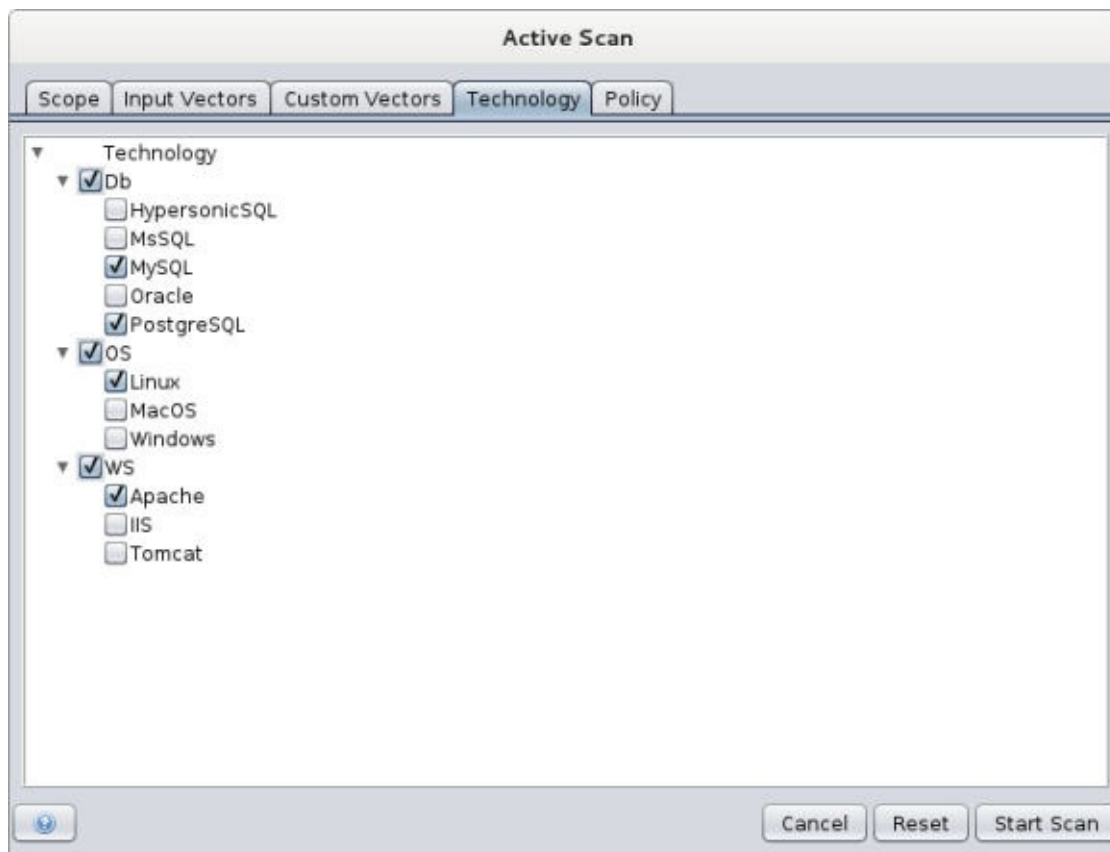 Active Scan
Scope Input Vectors Custom Vectors Technology Policy
Technology
Db
HypersonicSQL
MsSQL
MySQL
Oracle
PostgreSQL
OS
Linux
MacOS
Windows
WS
Apache
IIS
Tomcat
Cancel Reset Start Scan